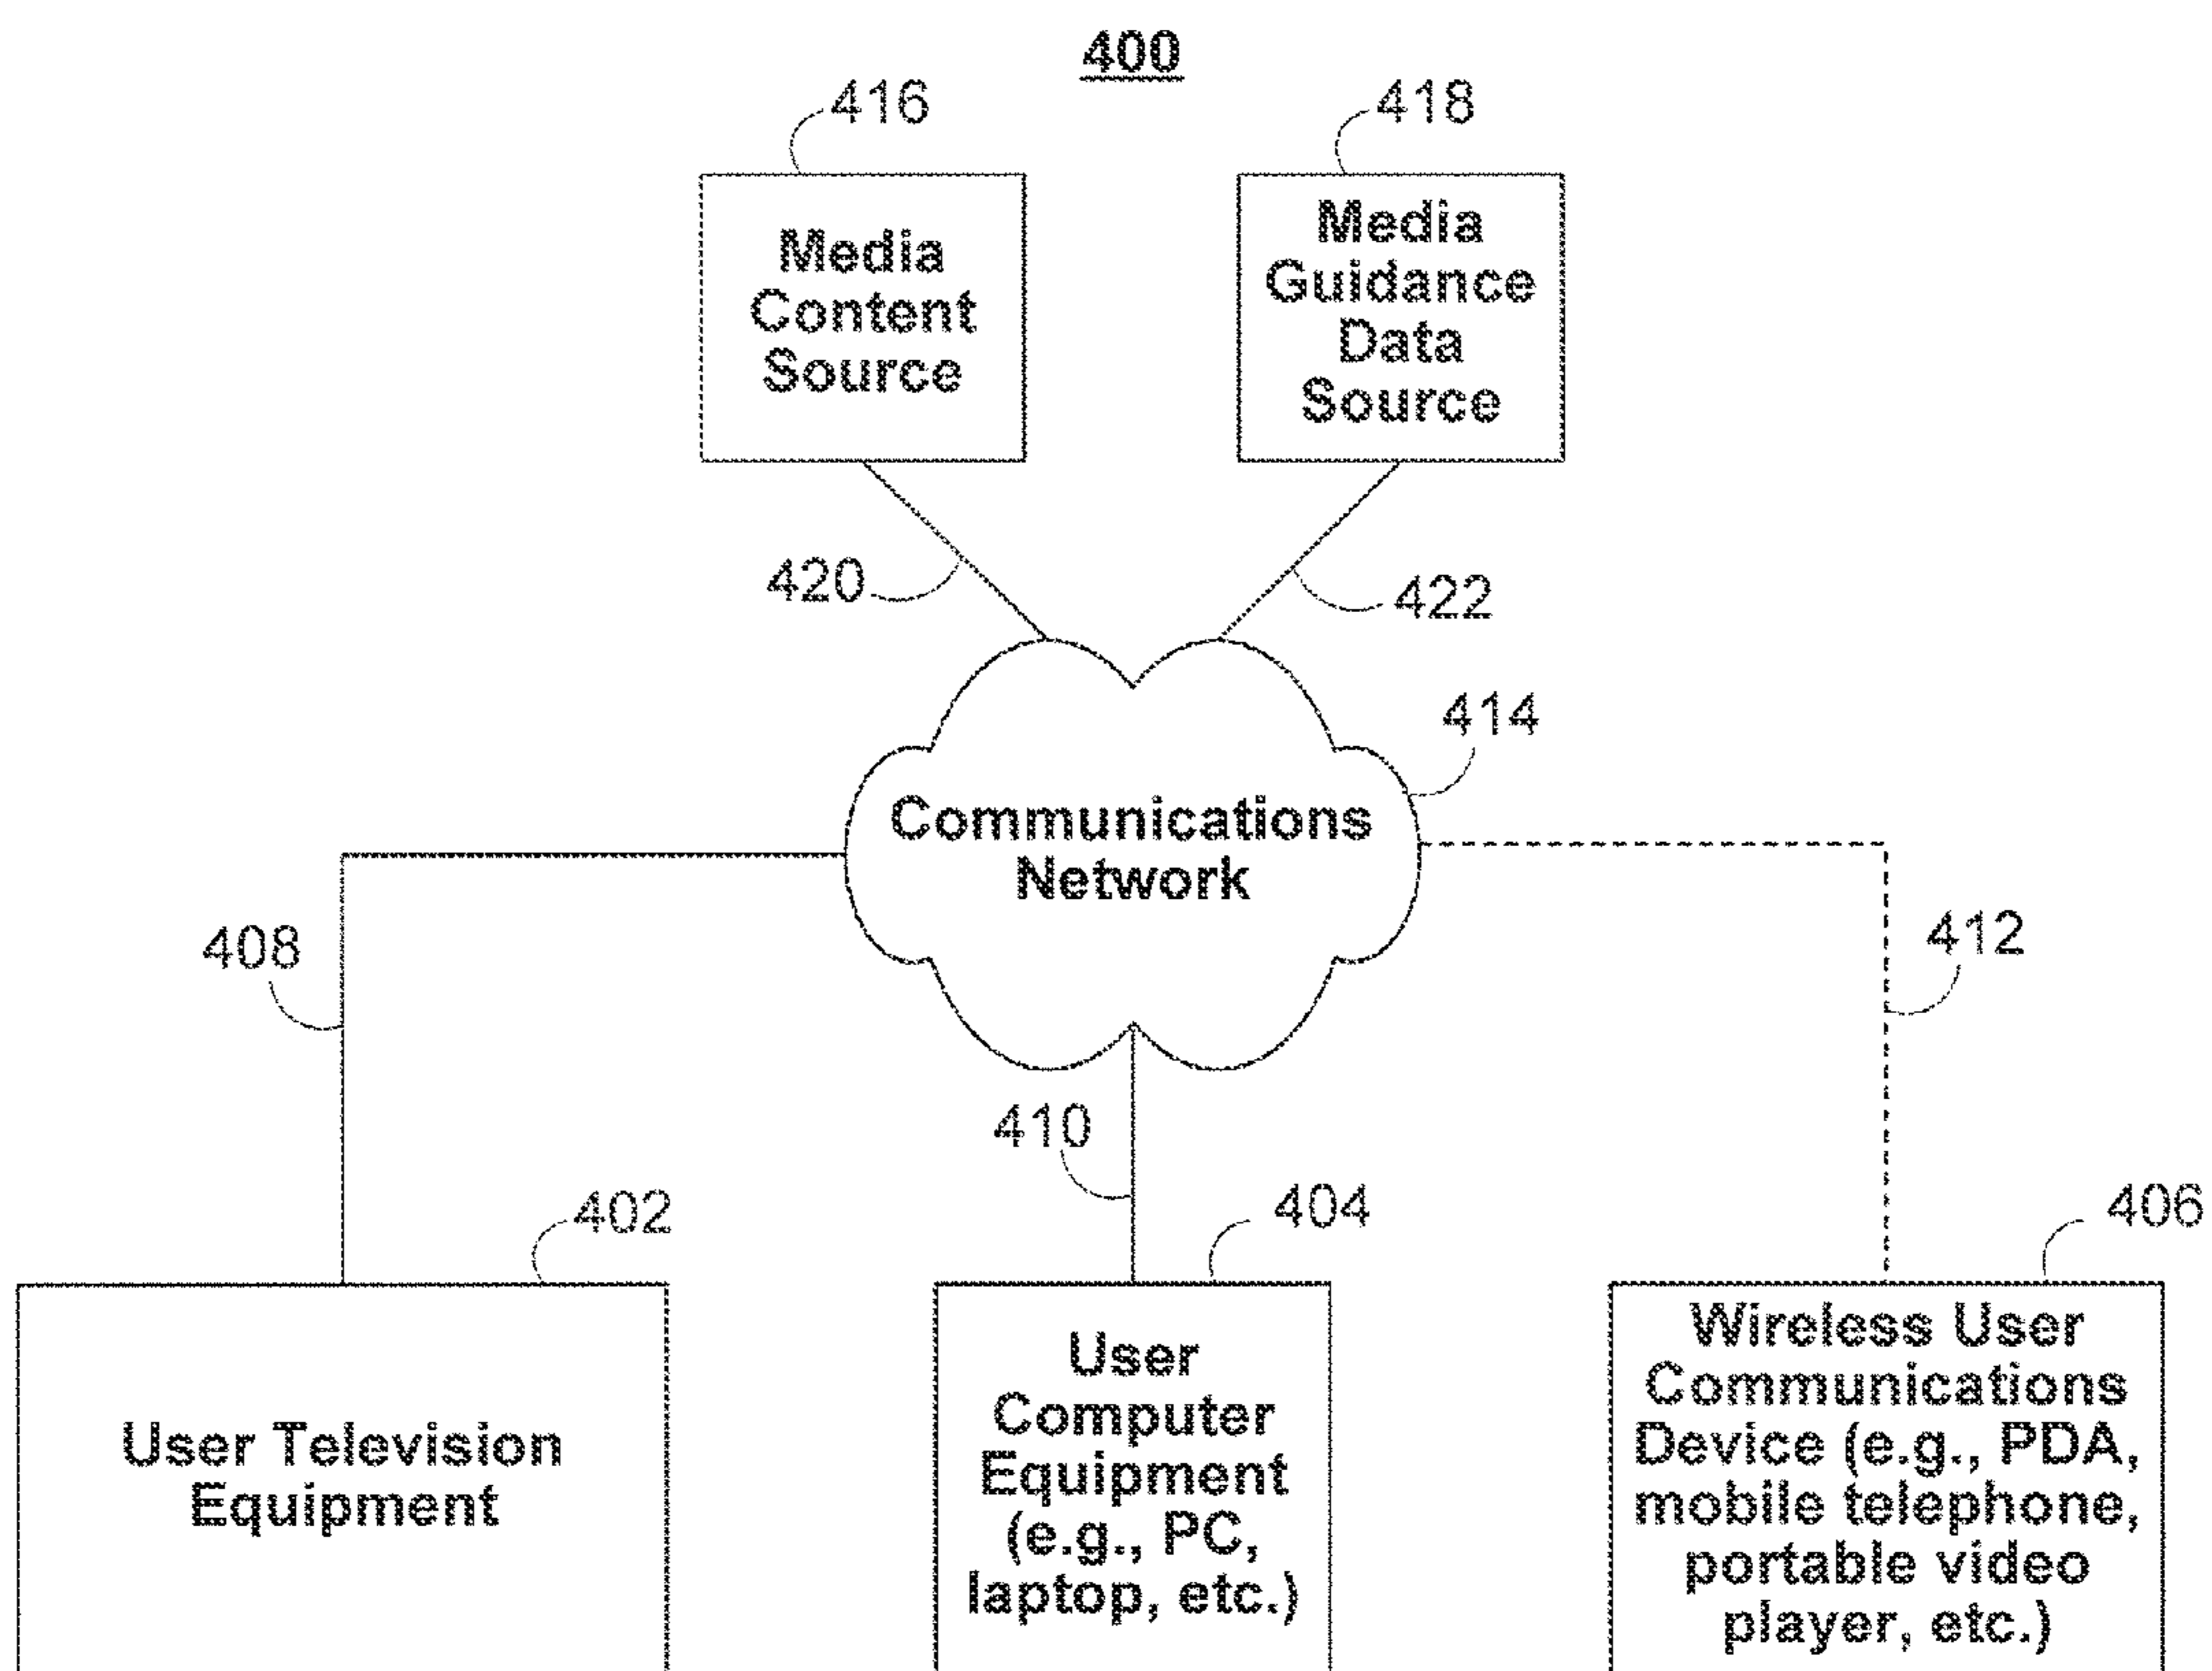 400
416
418
Media
Content
Source
Media
Guidance
Data
Source
420
422
414
Communications
Network
408
412
410
402
404
406
User Television
Equipment
User
Computer
Equipment
(e.g., PC,
laptop, etc.)
Wireless User
Communications
Device (e.g., PDA,
mobile telephone,
portable video
player, etc.)